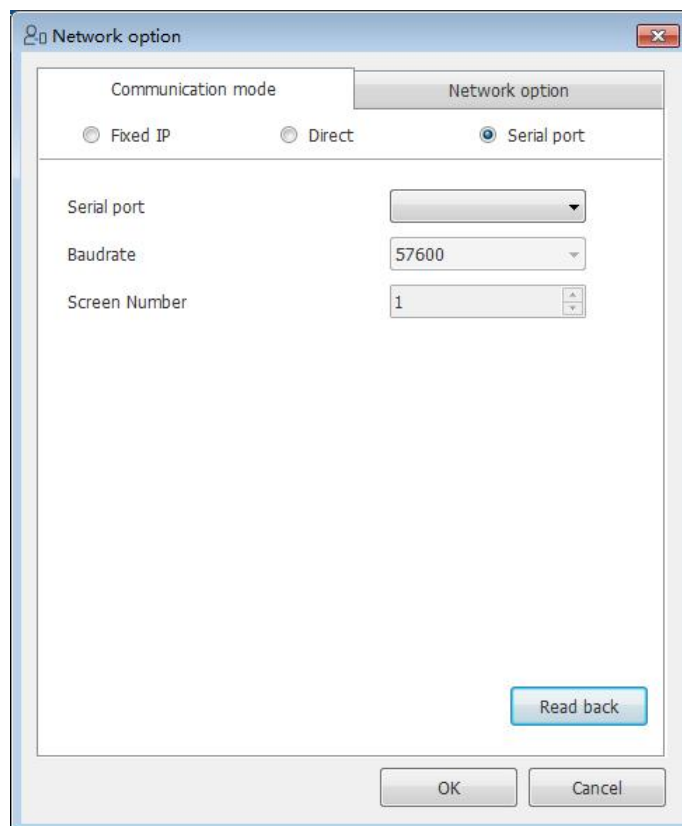 Network option
Communication mode Network option
Fixed IP Direct Serial port
Serial port
Baudrate 57600
Screen Number 1
Read back
OK Cancel